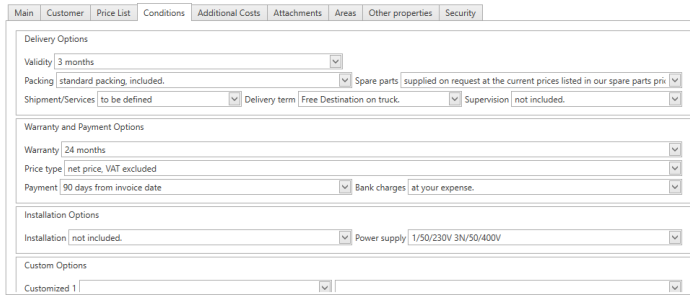 Main Customer Price List Conditions Additional Costs Attachments Areas Other properties Security
Delivery Options
Validity 3 months
Packing standard packing, included. Spare parts supplied on request at the current prices listed in our spare parts
Shipment/Services to be defined Delivery term Free Destination on truck. Supervision not included.
Warranty and Payment Options
Warranty 24 months
Price type net price, VAT excluded
Payment 90 days from invoice date Bank charges at your expense.
Installation Options
Installation not included. Power supply 1/50/230V 3N/50/400V
Custom Options
Customized 1